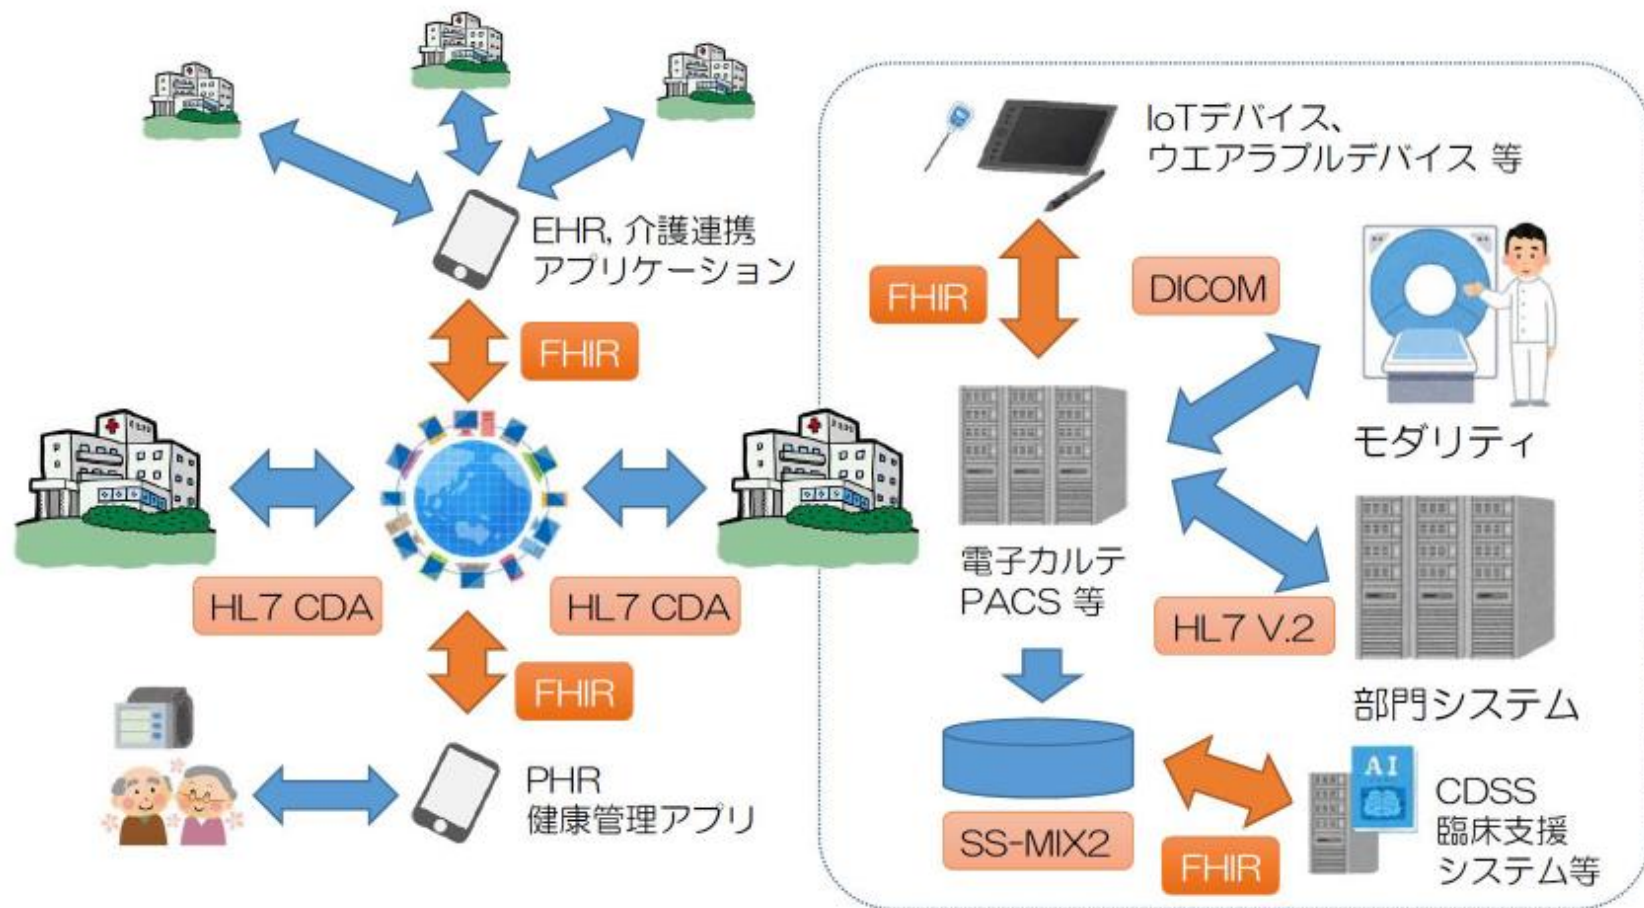 EHR, 介護連携
アプリケーション
FHIR
HL7 CDA
HL7 CDA
FHIR
PHR
健康管理アプリ
IoTデバイス、
ウエアラプルデバイス 等
FHIR
DICOM
モダリティ
電子カルテ
PACS 等
HL7 V.2
部門システム
SS-MIX2
FHIR
AI
CDSS
臨床支援
システム等